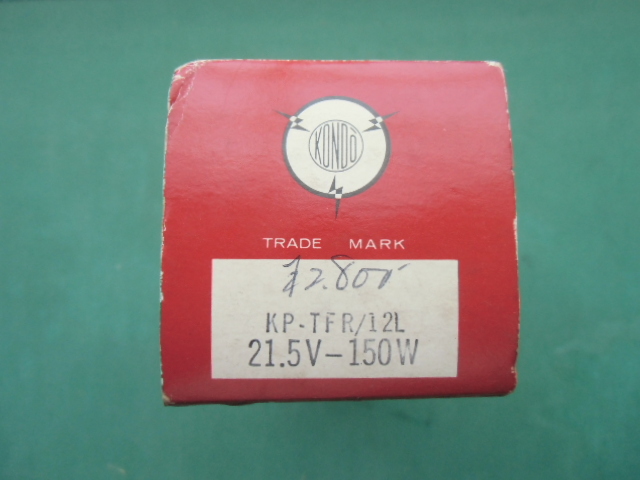 KONDO
TRADE MARK
¥2.800
KP-TFR/12L
21.5V-150W